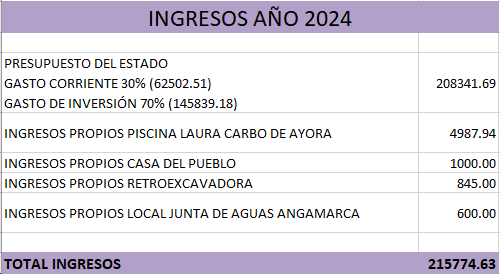 INGRESOS AÑO 2024
PRESUPUESTO DEL ESTADO
GASTO CORRIENTE 30% (62502.51) 208341.69
GASTO DE INVERSIÓN 70% (145839.18)
INGRESOS PROPIOS PISCINA LAURA CARBO DE AYORA 4987.94
INGRESOS PROPIOS CASA DEL PUEBLO 1000.00
INGRESOS PROPIOS RETROEXCAVADORA 845.00
INGRESOS PROPIOS LOCAL JUNTA DE AGUAS ANGAMARCA 600.00
TOTAL INGRESOS 215774.63